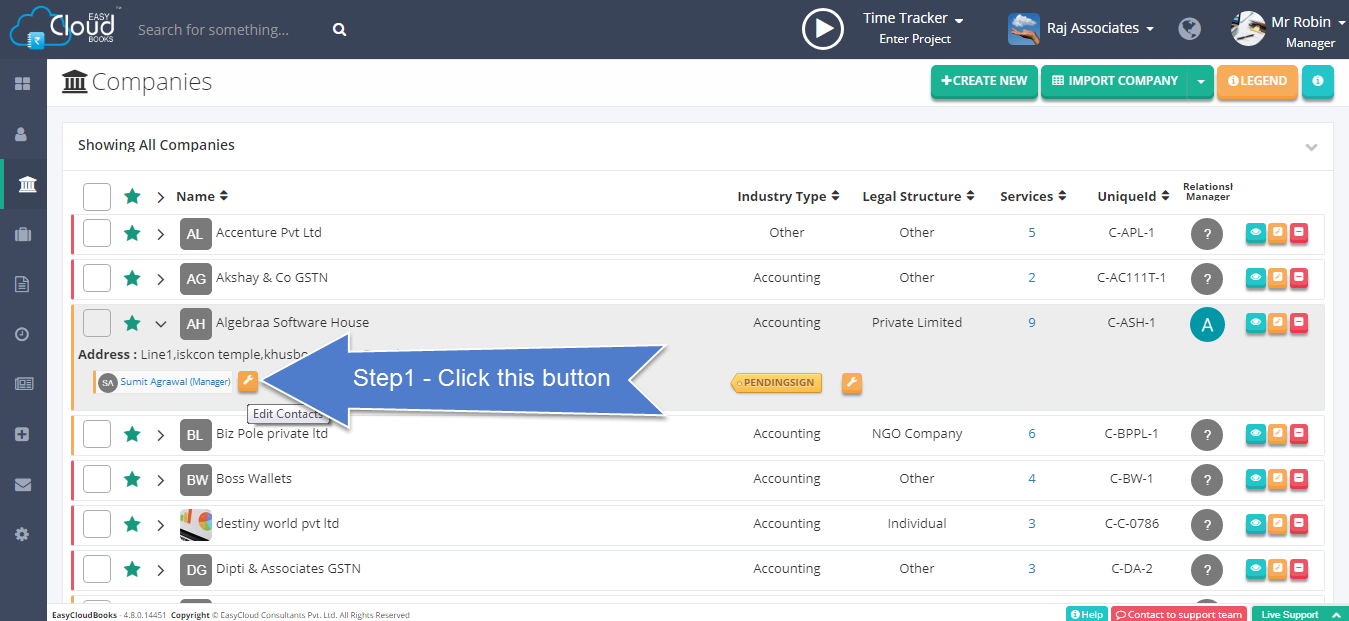 EASY
Cloud
BOOKS
Search for something...
Time Tracker
Enter Project
Raj Associates
Mr Robin
Manager
Companies
CREATE NEW
IMPORT COMPANY
LEGEND
Showing All Companies
Name Industry Type Legal Structure Services UniqueId Relationsh Manager
AL Accenture Pvt Ltd Other Other 5 C-APL-1 ?
AG Akshay & Co GSTN Accounting Other 2 C-AC111T-1 ?
AH Algebraa Software House Accounting Private Limited 9 C-ASH-1 A
Address : Line1,iskcon temple,khusbo
SA Sumit Agrawal (Manager) Step1 - Click this button PENDINGSIGN
Edit Contacts
BL Biz Pole private ltd Accounting NGO Company 6 C-BPPL-1 ?
BW Boss Wallets Accounting Other 4 C-BW-1 ?
destiny world pvt ltd Accounting Individual 3 C-C-0786 ?
DG Dipti & Associates GSTN Accounting Other 3 C-DA-2 ?
EasyCloudBooks - 4.8.0.14451 Copyright © EasyCloud Consultants Pvt. Ltd. All Rights Reserved
Help Contact to support team Live Support